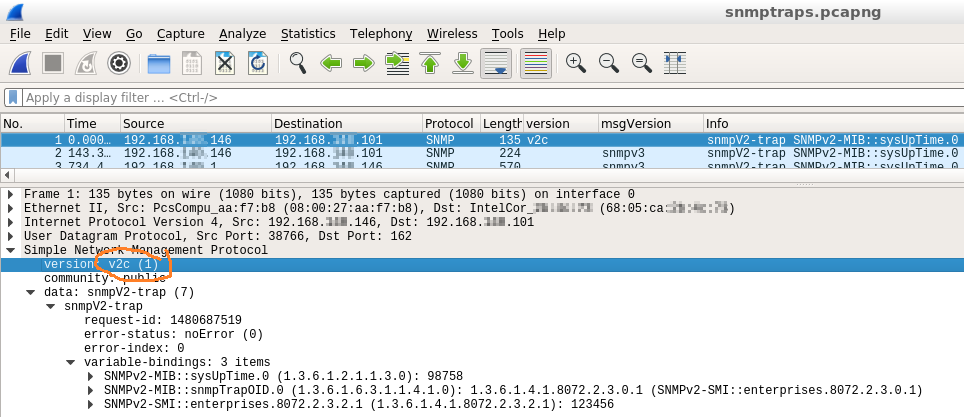 snmptraps.pcapng
File Edit View Go Capture Analyze Statistics Telephony Wireless Tools Help
Apply a display filter ... <Ctrl-/>
No. Time Source Destination Protocol Length version msgVersion Info
1 0.000… 192.168. .146 192.168. .101 SNMP 135 v2c snmpV2-trap SNMPv2-MIB::sysUpTime.0
2 143.3… 192.168. .146 192.168. .101 SNMP 224 snmpv3 snmpV2-trap SNMPv2-MIB::sysUpTime.0
3 734.4… 192.168. .1 192.168. .146 SNMP 570 snmpv3 snmpV2-trap SNMPv2-MIB::sysUpTime.0
Frame 1: 135 bytes on wire (1080 bits), 135 bytes captured (1080 bits) on interface 0
Ethernet II, Src: PcsCompu_aa:f7:b8 (08:00:27:aa:f7:b8), Dst: IntelCor_ (68:05:ca: )
Internet Protocol Version 4, Src: 192.168. .146, Dst: 192.168. .101
User Datagram Protocol, Src Port: 38766, Dst Port: 162
Simple Network Management Protocol
version: v2c (1)
community: public
data: snmpV2-trap (7)
snmpV2-trap
request-id: 1480687519
error-status: noError (0)
error-index: 0
variable-bindings: 3 items
SNMPv2-MIB::sysUpTime.0 (1.3.6.1.2.1.1.3.0): 98758
SNMPv2-MIB::snmpTrapOID.0 (1.3.6.1.6.3.1.1.4.1.0): 1.3.6.1.4.1.8072.2.3.0.1 (SNMPv2-SMI::enterprises.8072.2.3.0.1)
SNMPv2-SMI::enterprises.8072.2.3.2.1 (1.3.6.1.4.1.8072.2.3.2.1): 123456